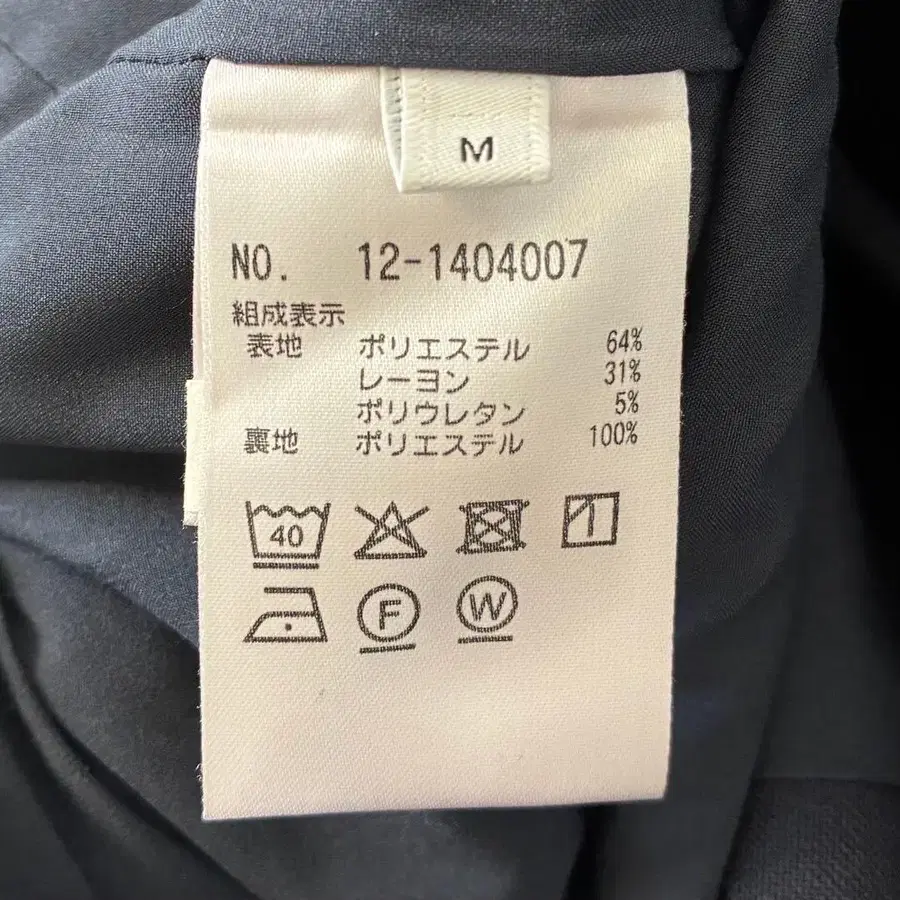 M
NO. 12-1404007
組成表示
表地 ポリエステル 64%
レーヨン 31%
ポリウレタン 5%
裏地 ポリエステル 100%
40
F W